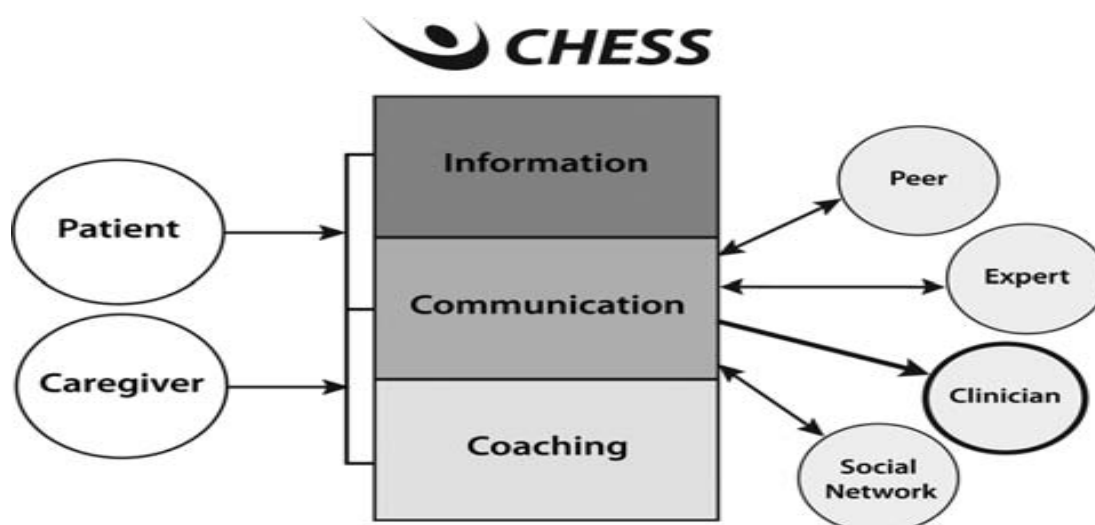 CHESS
Information
Communication
Coaching
Patient
Caregiver
Peer
Expert
Clinician
Social
Network